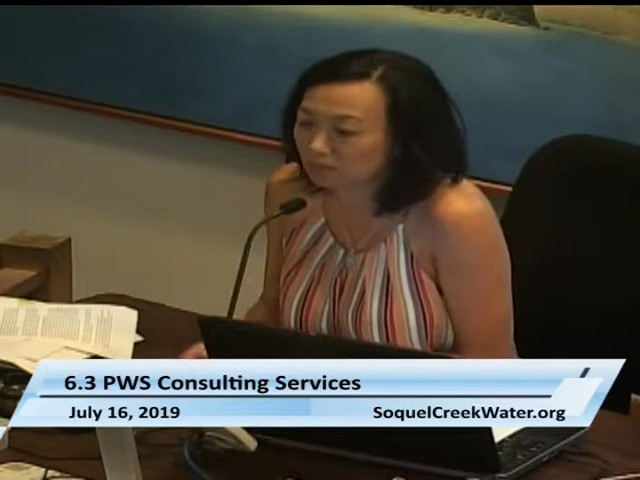 6.3 PWS Consulting Services
July 16, 2019 SoquelCreekWater.org